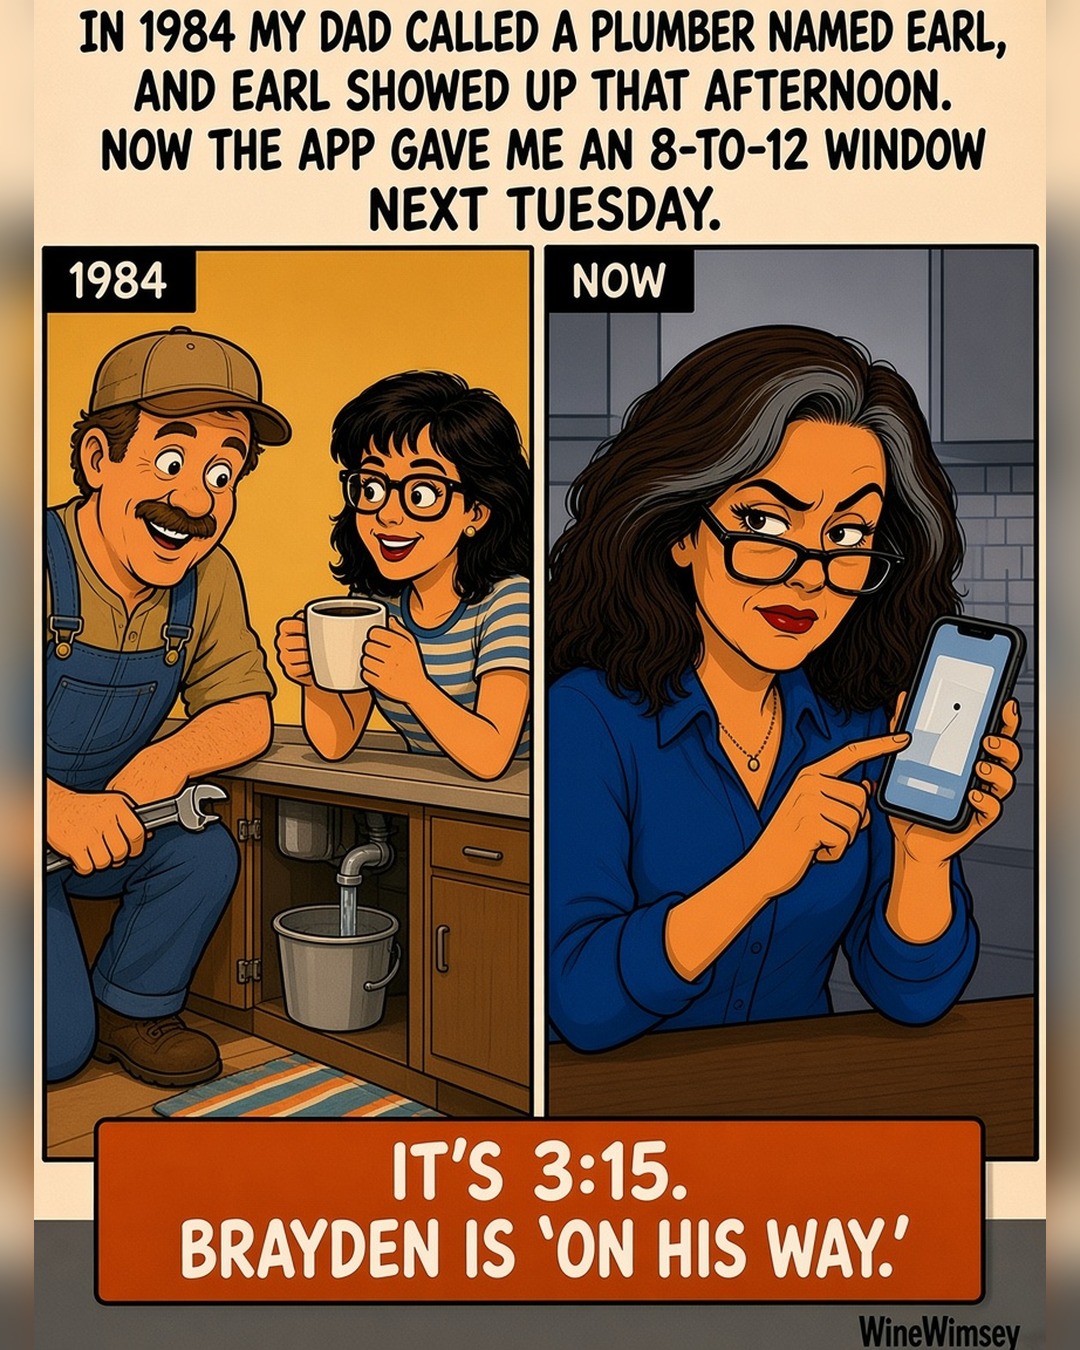 IN 1984 MY DAD CALLED A PLUMBER NAMED EARL,
AND EARL SHOWED UP THAT AFTERNOON.
NOW THE APP GAVE ME AN 8-TO-12 WINDOW
NEXT TUESDAY.
1984
NOW
IT'S 3:15.
BRAYDEN IS 'ON HIS WAY.'
WineWimsey